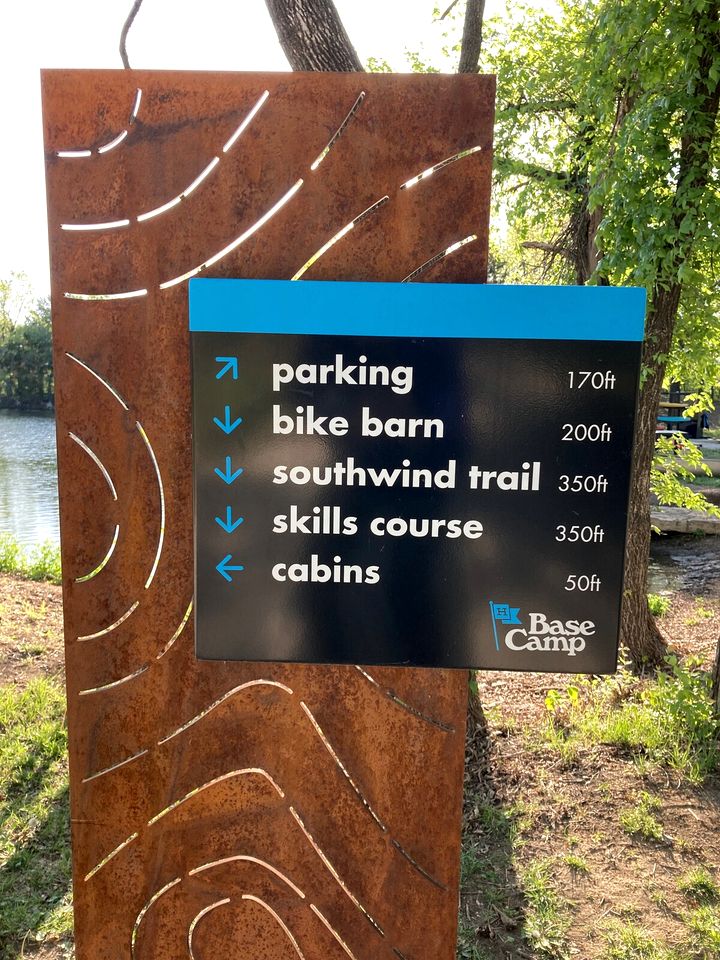 ↗ parking 170ft
↓ bike barn 200ft
↓ southwind trail 350ft
↓ skills course 350ft
← cabins 50ft
H
Base
Camp